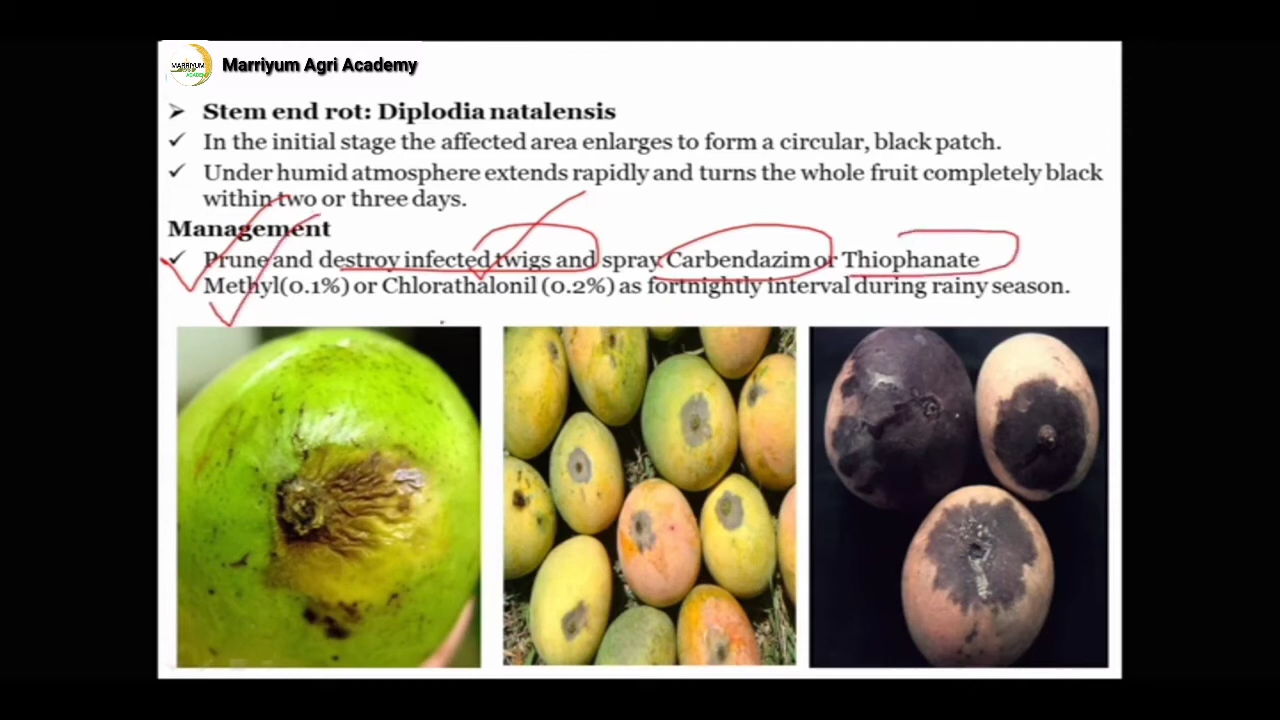 MARRIYUM
ACADEMY
Marriyum Agri Academy
➤ Stem end rot: Diplodia natalensis
✓ In the initial stage the affected area enlarges to form a circular, black patch.
✓ Under humid atmosphere extends rapidly and turns the whole fruit completely black
within two or three days.
Management
✓ Prune and destroy infected twigs and spray Carbendazim or Thiophanate
Methyl(0.1%) or Chlorathalonil (0.2%) as fortnightly interval during rainy season.